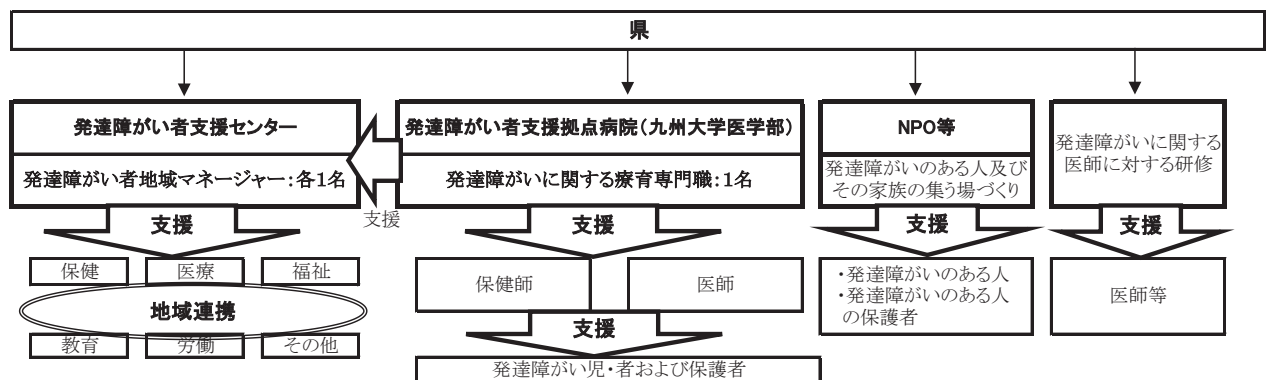 県
発達障がい者支援センター
発達障がい者地域マネージャー：各1名
支援
保健
医療
福祉
地域連携
教育
労働
その他
支援
発達障がい者支援拠点病院（九州大学医学部）
発達障がいに関する療育専門職：1名
支援
保健師
医師
支援
発達障がい児・者および保護者
NPO等
発達障がいのある人及び
その家族の集う場づくり
支援
・発達障がいのある人
・発達障がいのある人
の保護者
発達障がいに関する
医師に対する研修
支援
医師等